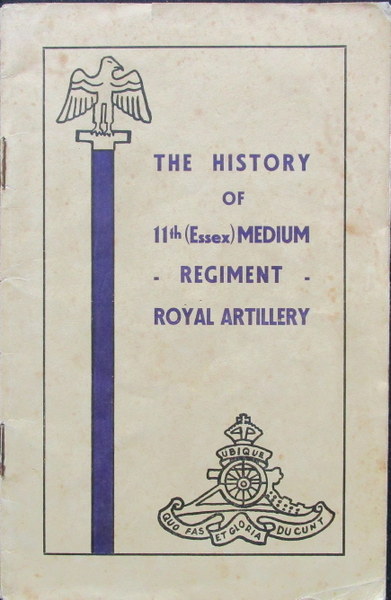 THE HISTORY
OF
11th (Essex) MEDIUM
- REGIMENT -
ROYAL ARTILLERY
UBIQUE
QUO FAS ET GLORIA DUCUNT